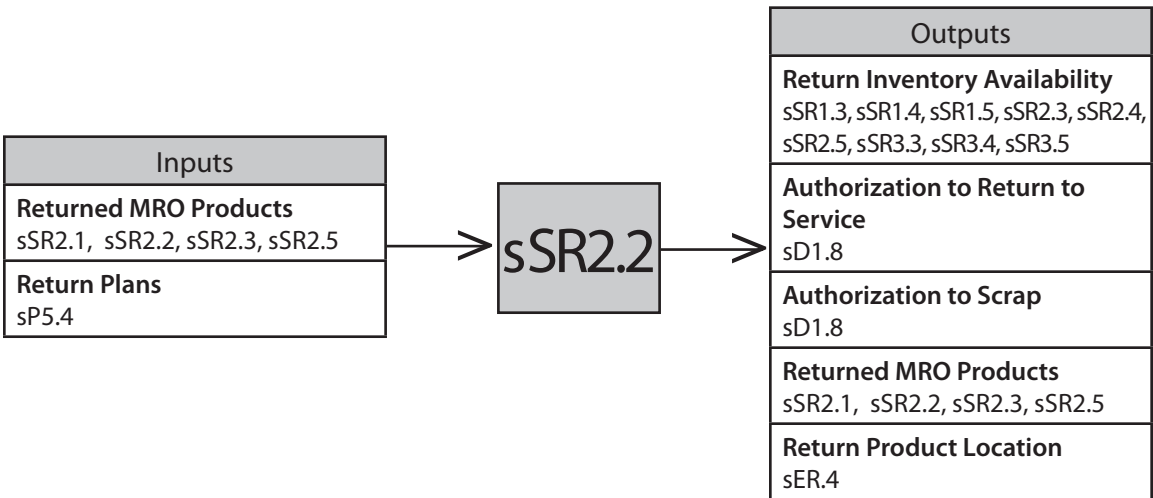 Inputs
Returned MRO Products
sSR2.1, sSR2.2, sSR2.3, sSR2.5
Return Plans
sP5.4
sSR2.2
Outputs
Return Inventory Availability
sSR1.3, sSR1.4, sSR1.5, sSR2.3, sSR2.4,
sSR2.5, sSR3.3, sSR3.4, sSR3.5
Authorization to Return to
Service
sD1.8
Authorization to Scrap
sD1.8
Returned MRO Products
sSR2.1, sSR2.2, sSR2.3, sSR2.5
Return Product Location
sER.4